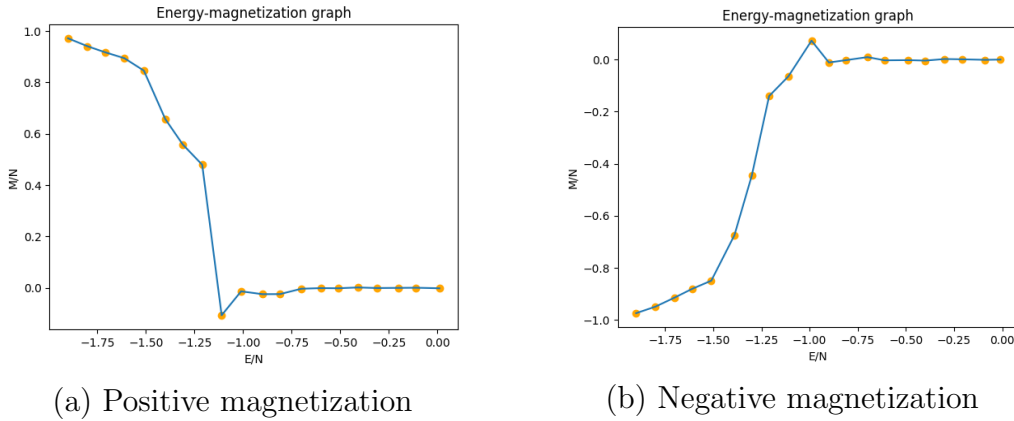 Energy-magnetization graph
1.0
0.8
0.6
0.4
0.2
0.0
M/N
−1.75 −1.50 −1.25 −1.00 −0.75 −0.50 −0.25 0.00
E/N
(a) Positive magnetization
Energy-magnetization graph
0.0
−0.2
−0.4
−0.6
−0.8
−1.0
M/N
−1.75 −1.50 −1.25 −1.00 −0.75 −0.50 −0.25 0.00
E/N
(b) Negative magnetization